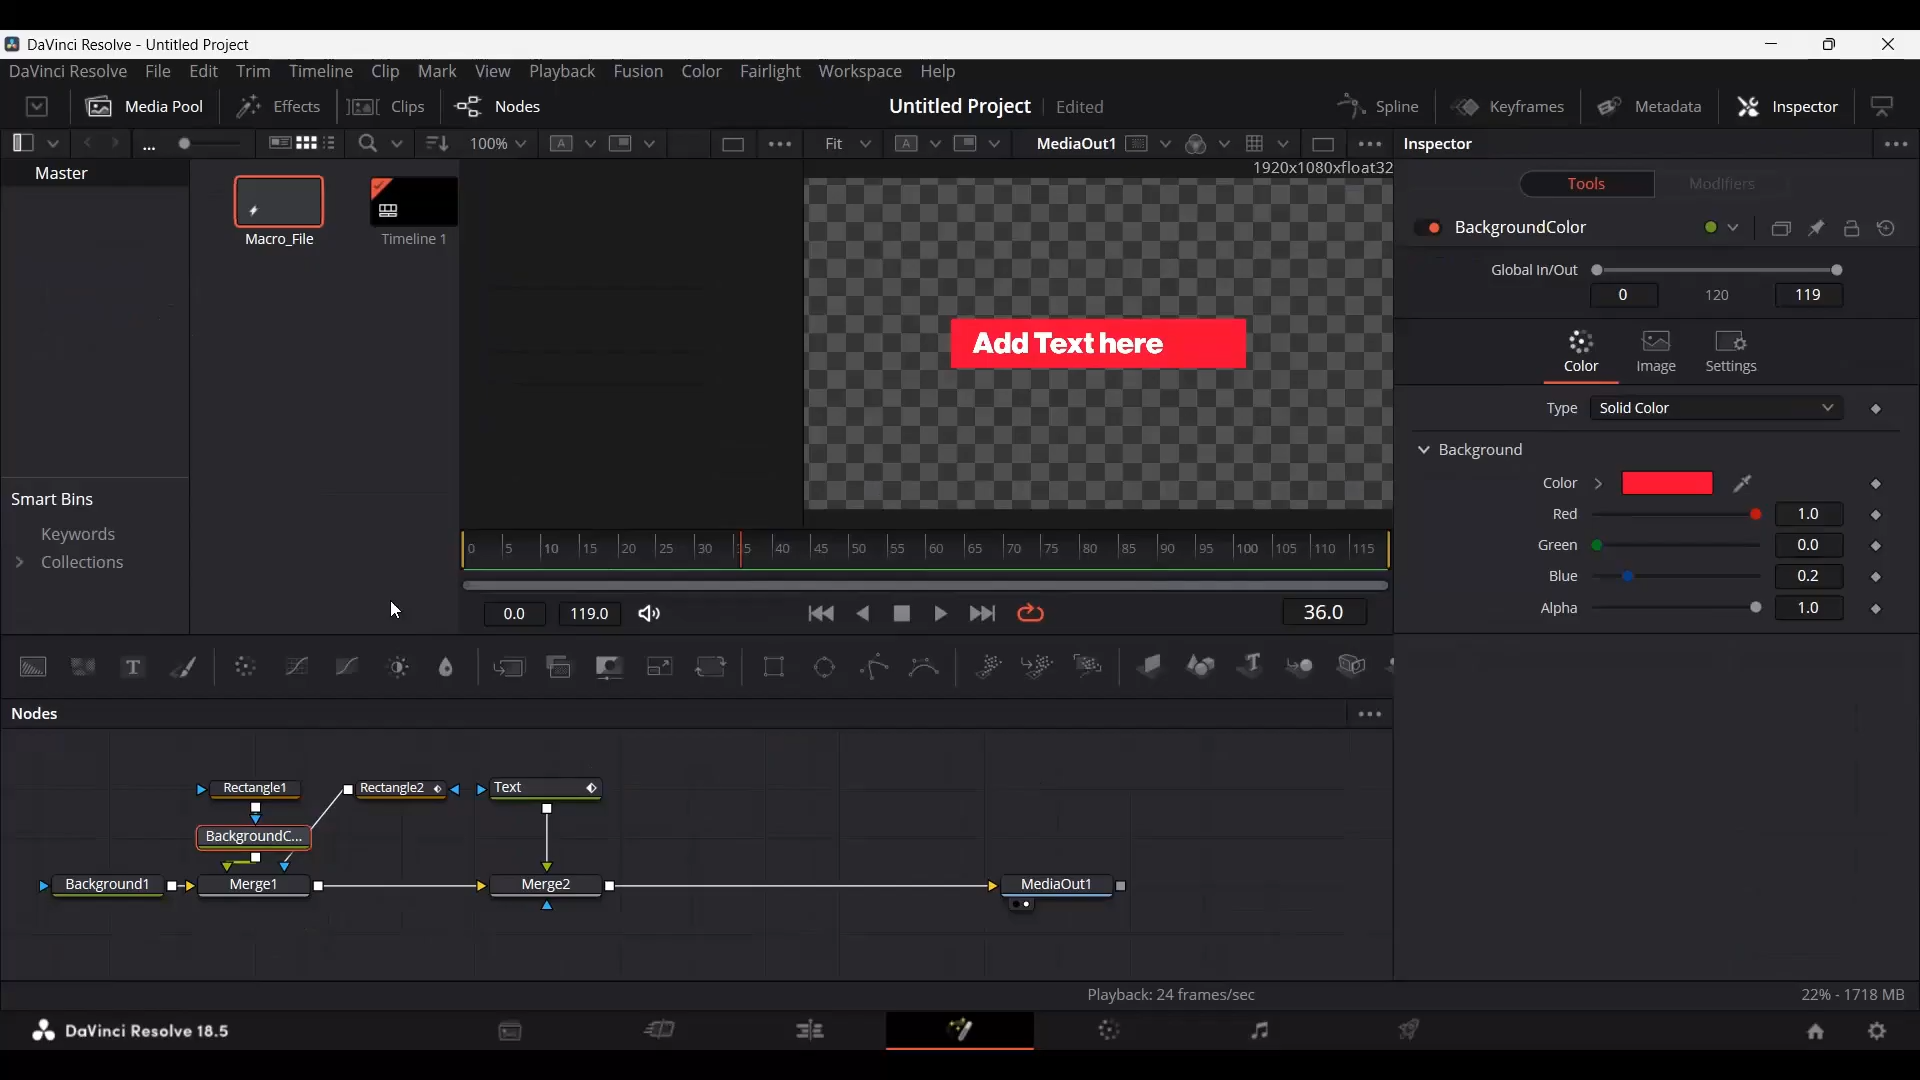 DaVinci Resolve - Untitled Project
DaVinci Resolve File Edit Trim Timeline Clip Mark View Playback Fusion Color Fairlight Workspace Help
Media Pool Effects Clips Nodes Untitled Project Edited Spline Keyframes Metadata Inspector
... 100% A Fit A MediaOut1 Inspector
1920x1080xfloat32
Master
Macro_File Timeline 1
Tools Modifiers
BackgroundColor
Global In/Out
0 120 119
Add Text here
Color Image Settings
Type Solid Color
Background
Color
Red 1.0
Green 0.0
Blue 0.2
Alpha 1.0
Smart Bins
Keywords
Collections
0 5 10 15 20 25 30 35 40 45 50 55 60 65 70 75 80 85 90 95 100 105 110 115
0.0 119.0 36.0
T T
Nodes
Rectangle1 Rectangle2 Text
BackgroundC...
Background1 Merge1 Merge2 MediaOut1
Playback: 24 frames/sec 22% - 1718 MB
DaVinci Resolve 18.5